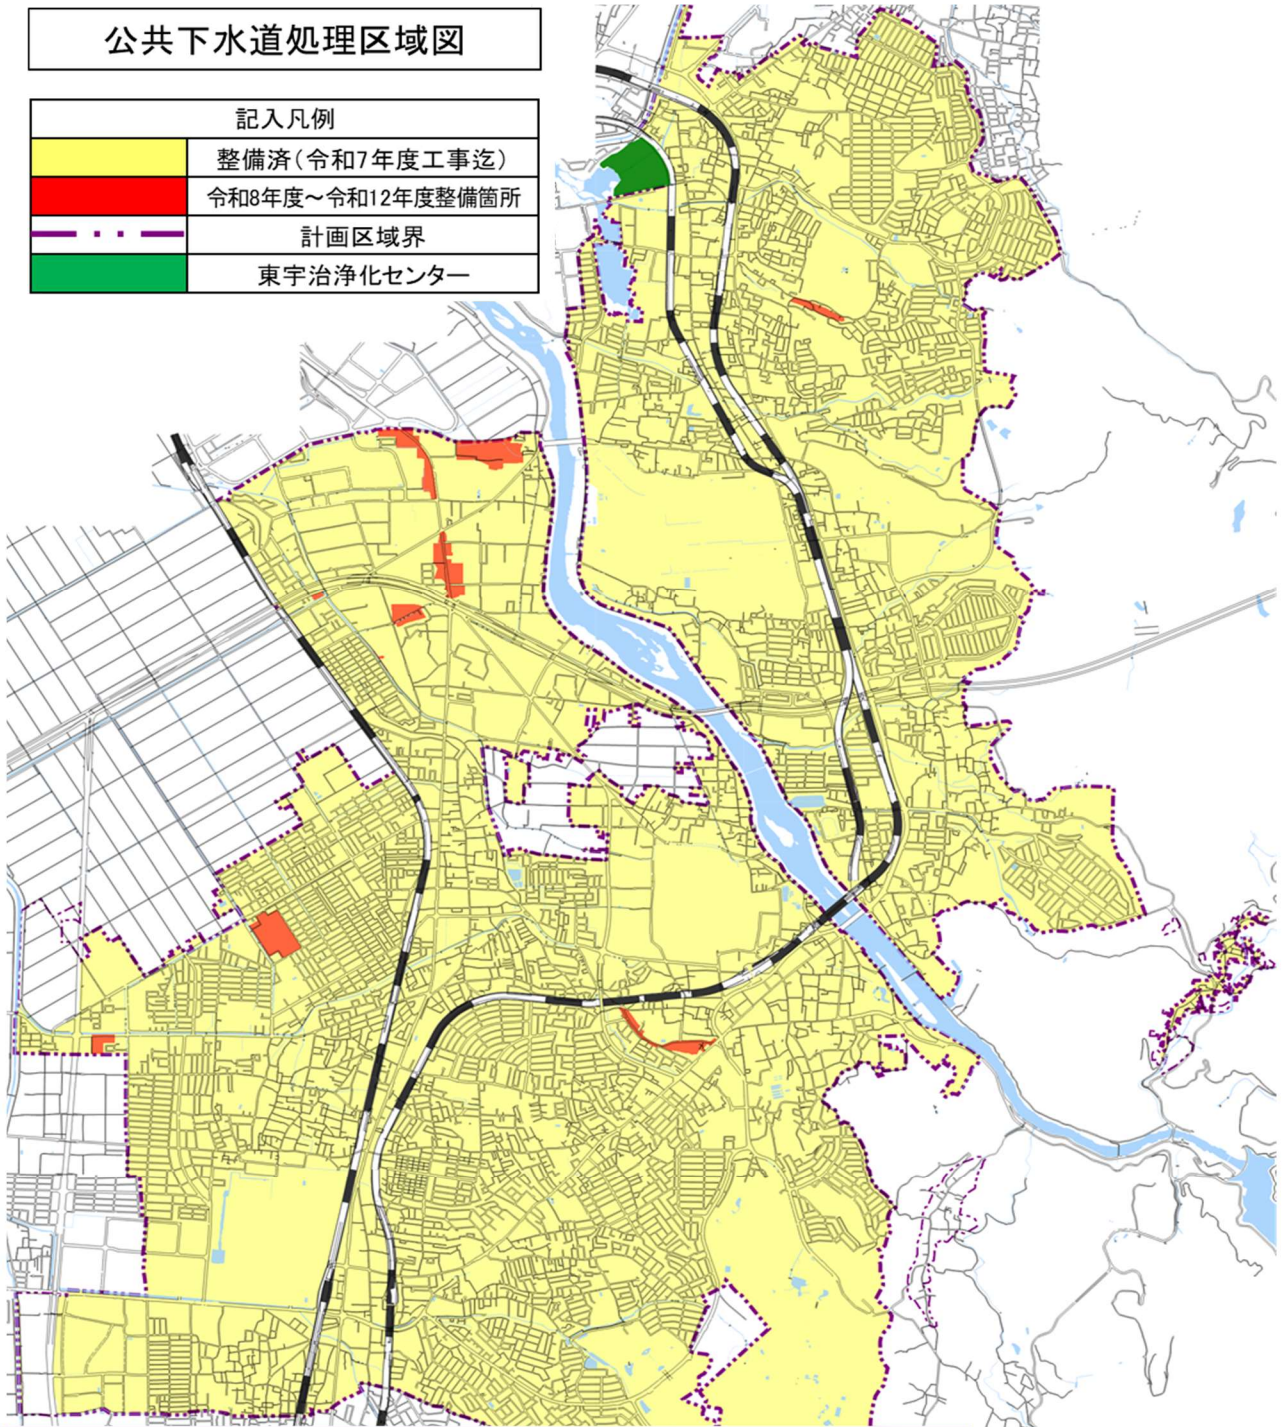 公共下水道処理区域図
記入凡例
整備済(令和7年度工事迄)
令和8年度～令和12年度整備箇所
計画区域界
東宇治浄化センター